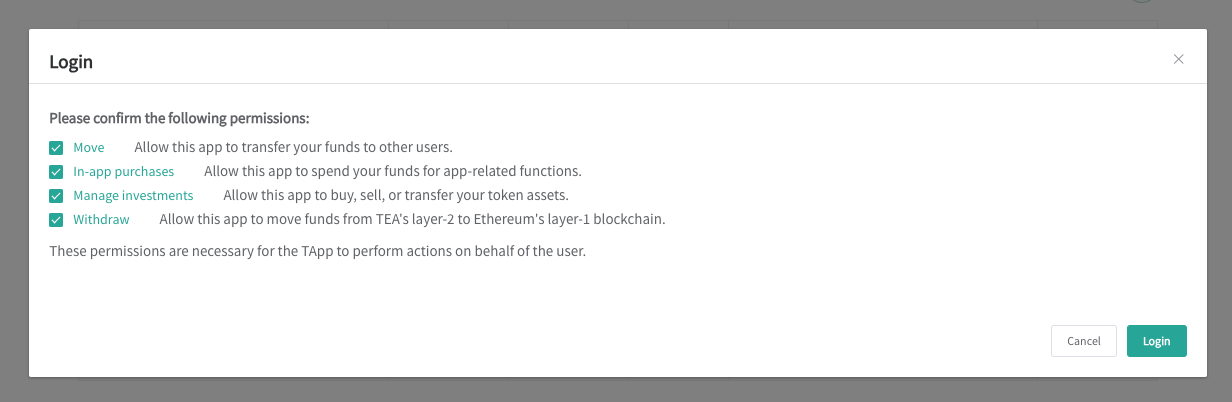 Login
Please confirm the following permissions:
Move Allow this app to transfer your funds to other users.
In-app purchases Allow this app to spend your funds for app-related functions.
Manage investments Allow this app to buy, sell, or transfer your token assets.
Withdraw Allow this app to move funds from TEA's layer-2 to Ethereum's layer-1 blockchain.
These permissions are necessary for the TApp to perform actions on behalf of the user.
Cancel Login